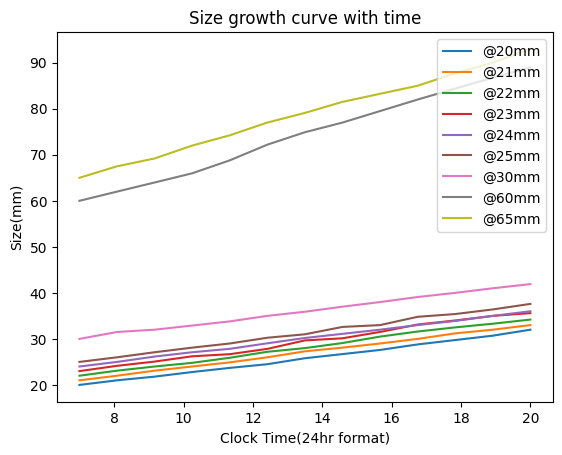 Size growth curve with time
Size(mm)
90
80
70
60
50
40
30
20
@20mm
@21mm
@22mm
@23mm
@24mm
@25mm
@30mm
@60mm
@65mm
8 10 12 14 16 18 20
Clock Time(24hr format)